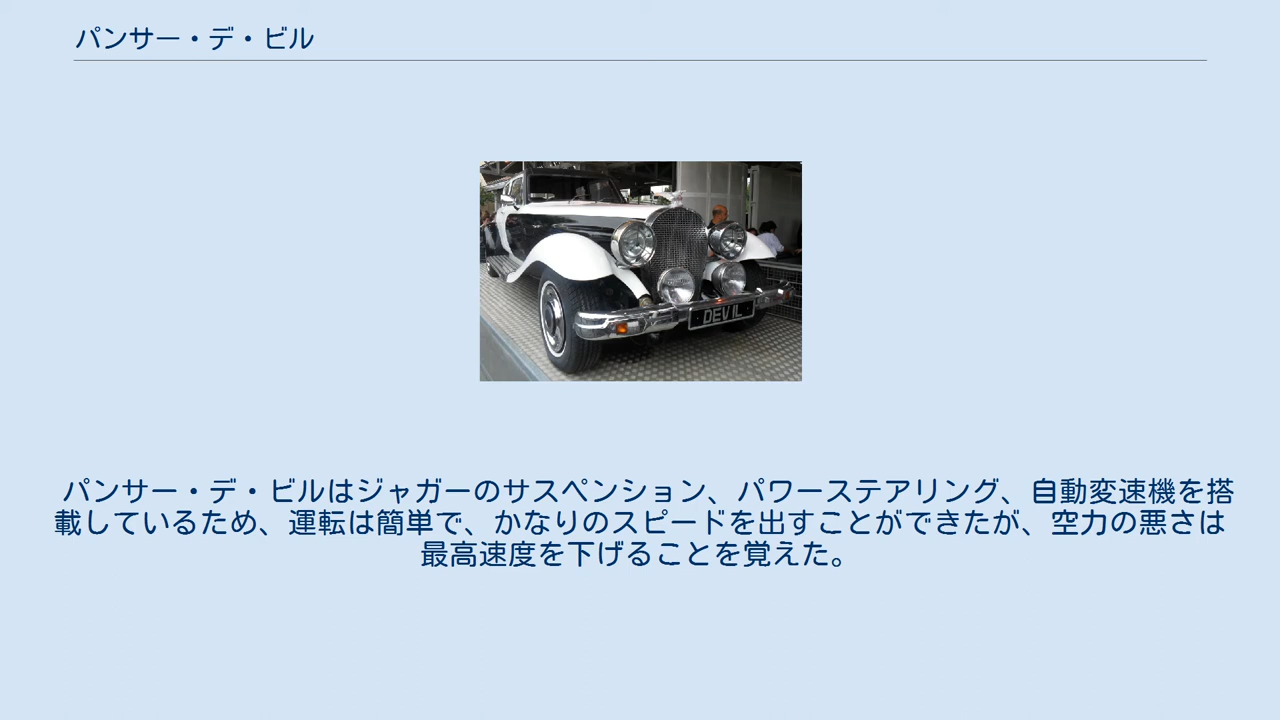 パンサー・デ・ビル
DEV IL
パンサー・デ・ビルはジャガーのサスペンション、パワーステアリング、自動変速機を搭
載しているため、運転は簡単で、かなりのスピードを出すことができたが、空力の悪さは
最高速度を下げることを覚えた。